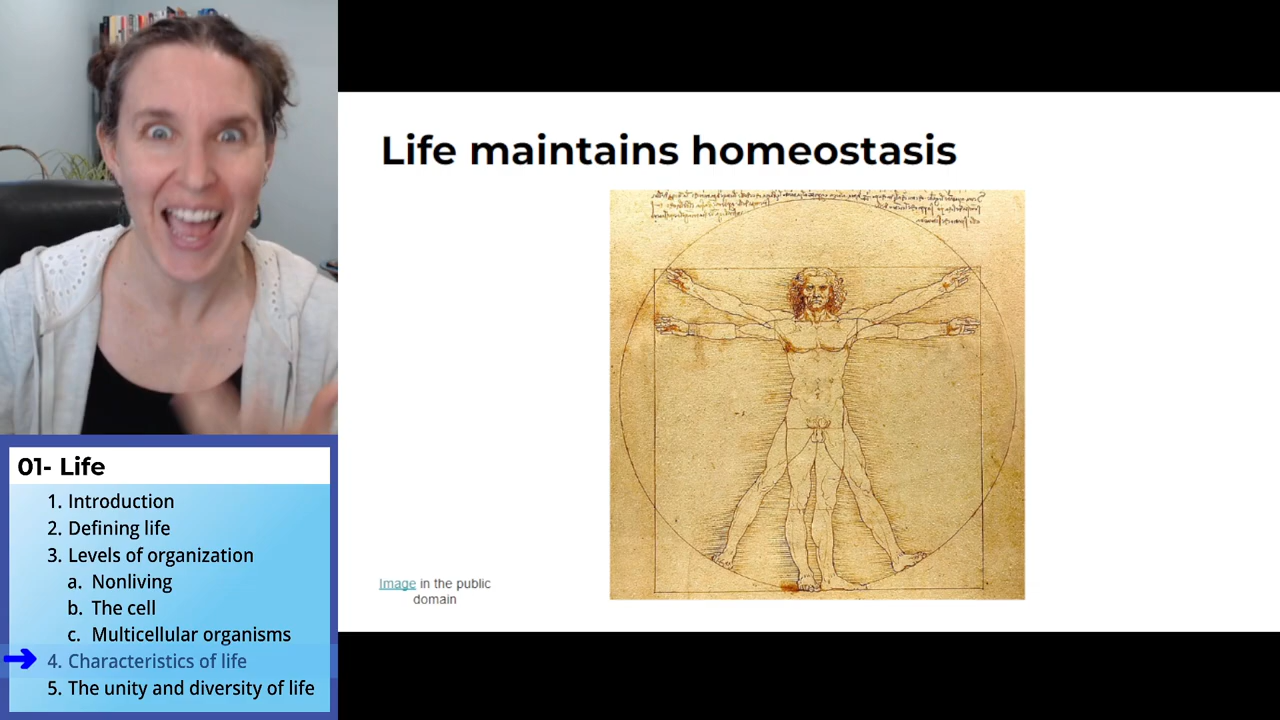 Life maintains homeostasis
Image in the public
domain
01- Life
1. Introduction
2. Defining life
3. Levels of organization
a. Nonliving
b. The cell
c. Multicellular organisms
4. Characteristics of life
5. The unity and diversity of life